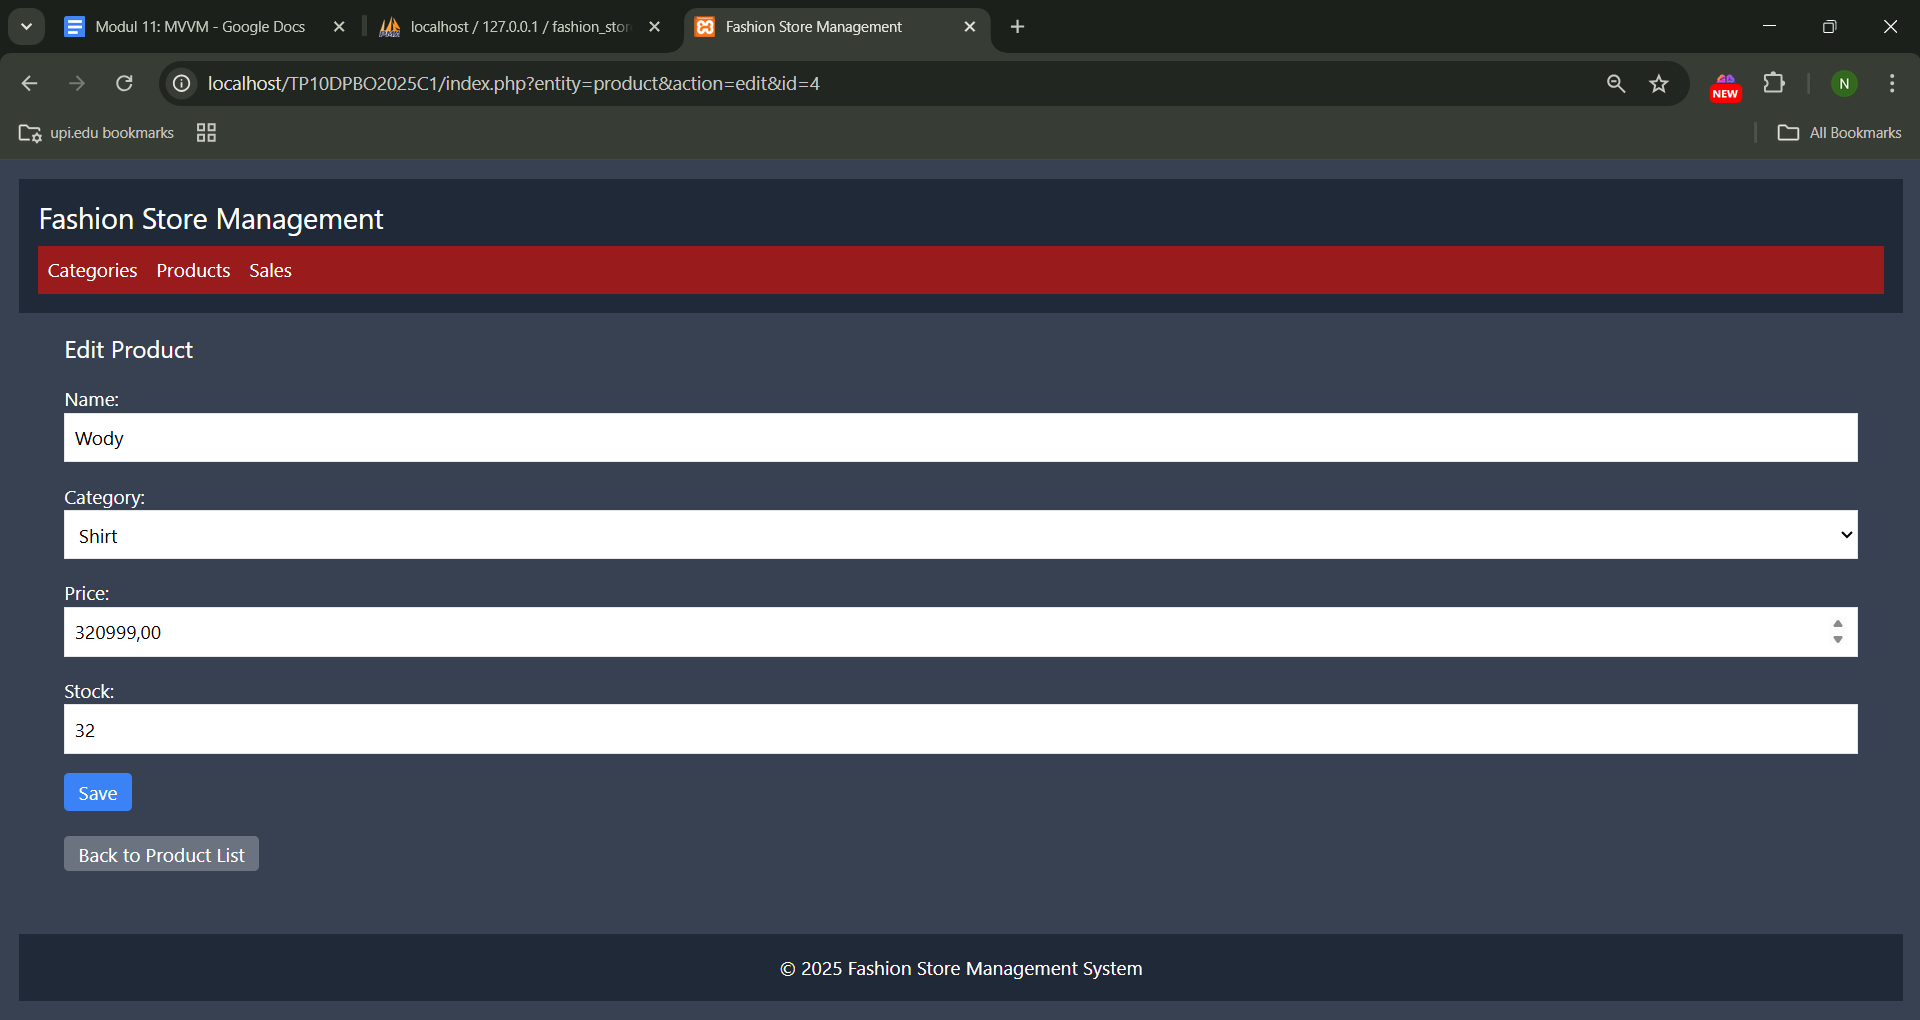 Modul 11: MVVM - Google Docs
localhost / 127.0.0.1 / fashion_stor
Fashion Store Management
localhost/TP10DPBO2025C1/index.php?entity=product&action=edit&id=4
NEW
N
upi.edu bookmarks
All Bookmarks
Fashion Store Management
Categories Products Sales
Edit Product
Name:
Wody
Category:
Shirt
Price:
320999,00
Stock:
32
Save
Back to Product List
© 2025 Fashion Store Management System